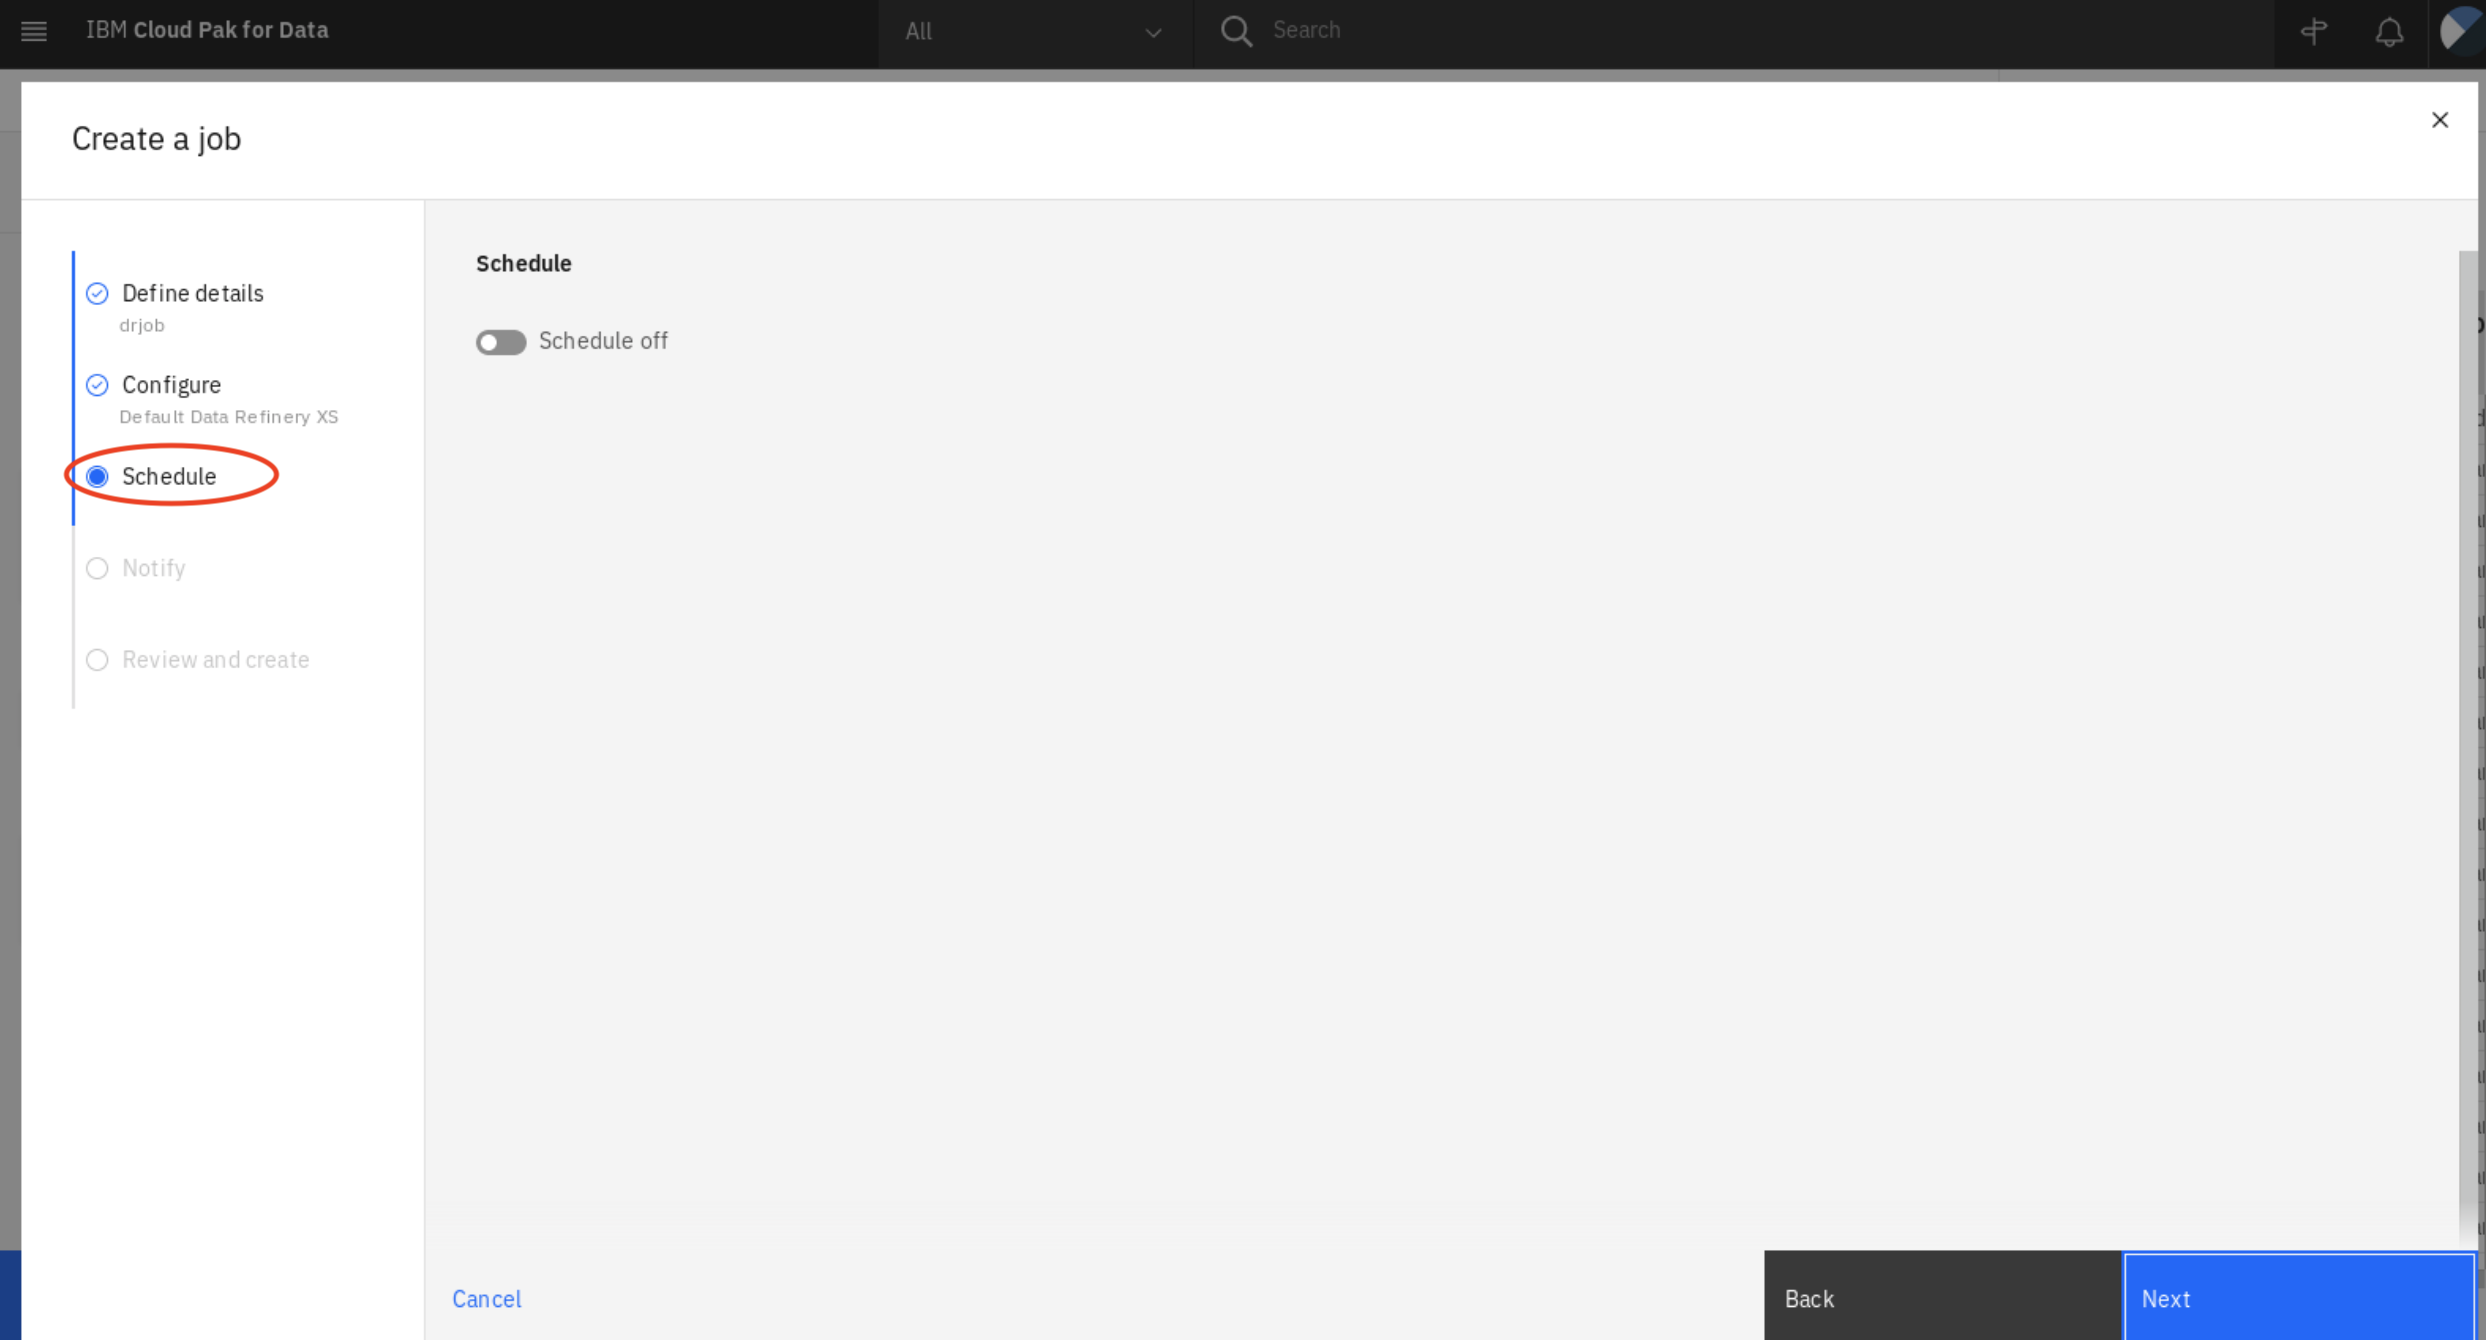 IBM Cloud Pak for Data
All
Search
Create a job
Define details
drjob
Configure
Default Data Refinery XS
Schedule
Notify
Review and create
Schedule
Schedule off
Cancel
Back
Next